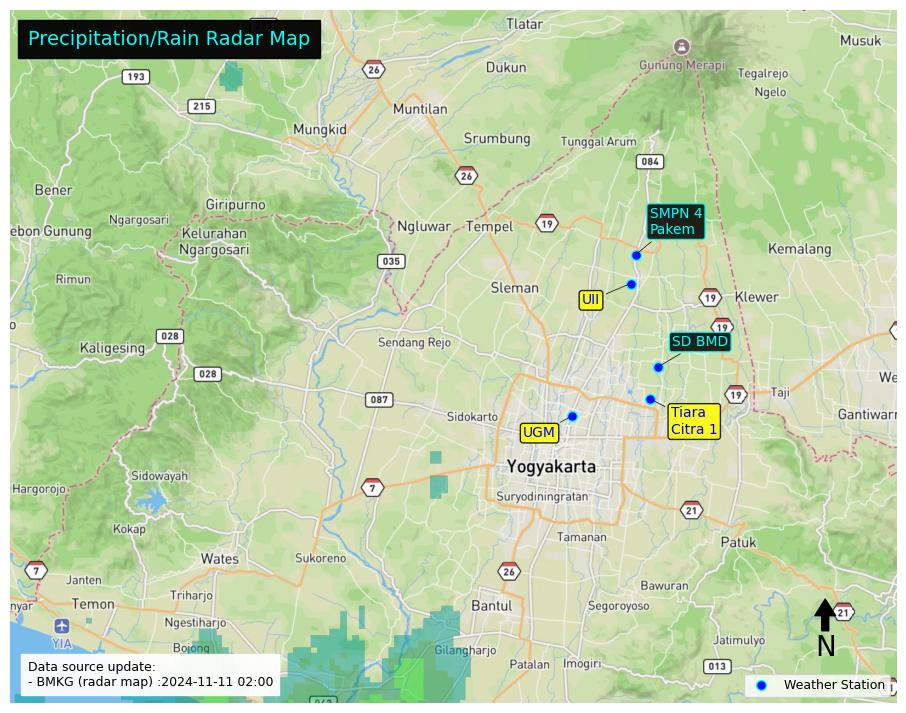 Precipitation/Rain Radar Map
Tlatar
Musuk
26
Dukun
Gunung Merapi
Tegalrejo
193
Ngelo
215
Muntilan
Mungkid
Srumbung
Tunggal Arum
084
26
Bener
Giripurno
SMPN 4
Pakem
Ngargosari
ebon Gunung
Kelurahan
Ngargosari
Ngluwar
Tempel
19
Kemalang
035
Rimun
Sleman
UII
19
Klewer
19
028
Kaligesing
Sendang Rejo
SD BMD
028
We
087
19
Taji
Sidokarto
UGM
Tiara
Citra 1
Gantiwarn
Yogyakarta
Sidowayah
Hargorojo
7
Suryodiningratan
21
Kokap
Tamanan
Patuk
Wates
Sukoreno
7
26
Janten
Bawuran
nyar
Temon
Triharjo
Bantul
Segoroyoso
21
Ngestiharjo
YIA
N
Bojong
Gilangharjo
Jatimulyo
Patalan
Imogiri
013
Data source update:
- BMKG (radar map) :2024-11-11 02:00
Weather Station